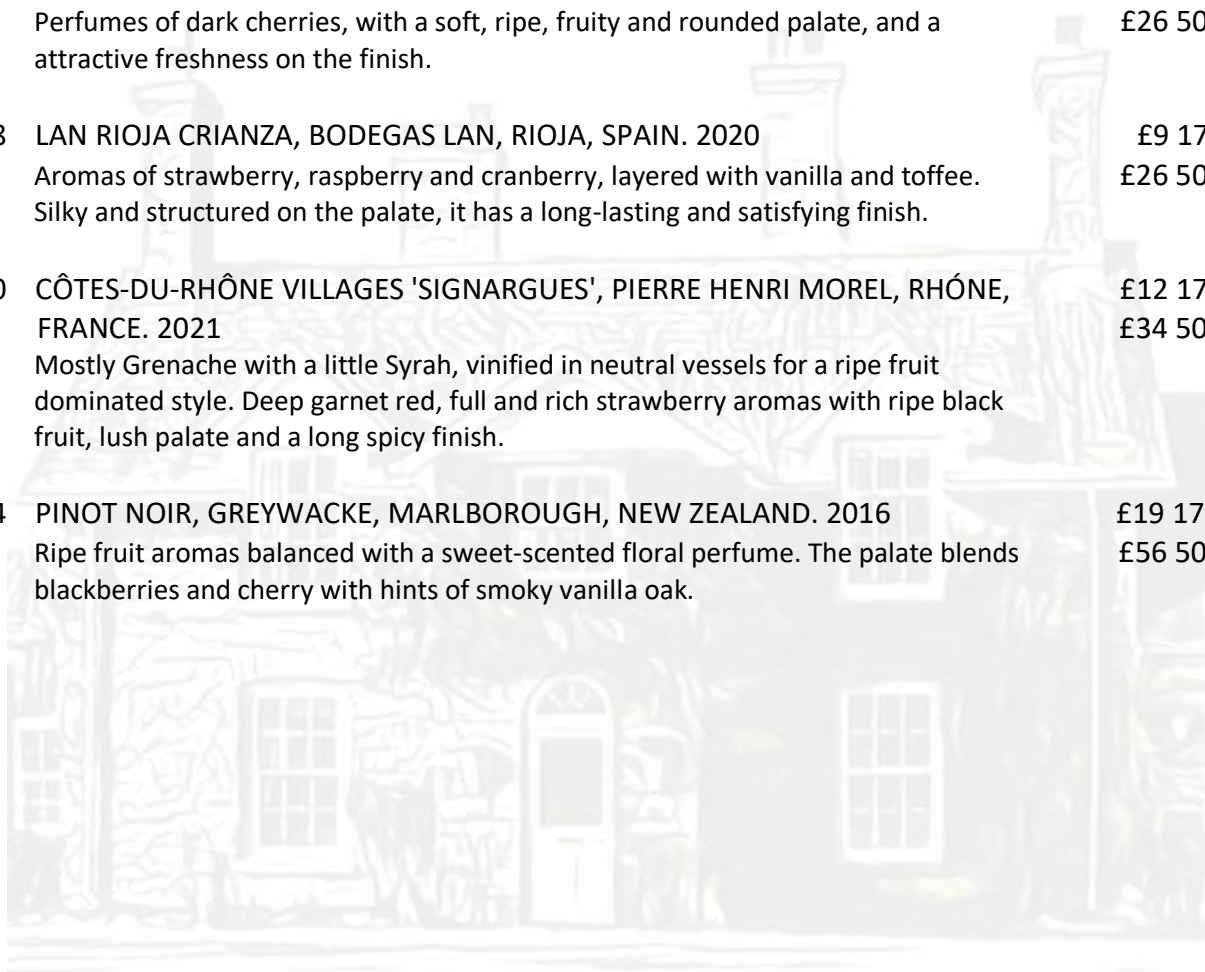 Perfumes of dark cherries, with a soft, ripe, fruity and rounded palate, and a £26 50
attractive freshness on the finish.
8 LAN RIOJA CRIANZA, BODEGAS LAN, RIOJA, SPAIN. 2020 £9 17
Aromas of strawberry, raspberry and cranberry, layered with vanilla and toffee. £26 50
Silky and structured on the palate, it has a long-lasting and satisfying finish.
0 CÔTES-DU-RHÔNE VILLAGES 'SIGNARGUES', PIERRE HENRI MOREL, RHÓNE, £12 17
FRANCE. 2021 £34 50
Mostly Grenache with a little Syrah, vinified in neutral vessels for a ripe fruit
dominated style. Deep garnet red, full and rich strawberry aromas with ripe black
fruit, lush palate and a long spicy finish.
4 PINOT NOIR, GREYWACKE, MARLBOROUGH, NEW ZEALAND. 2016 £19 17
Ripe fruit aromas balanced with a sweet-scented floral perfume. The palate blends £56 50
blackberries and cherry with hints of smoky vanilla oak.